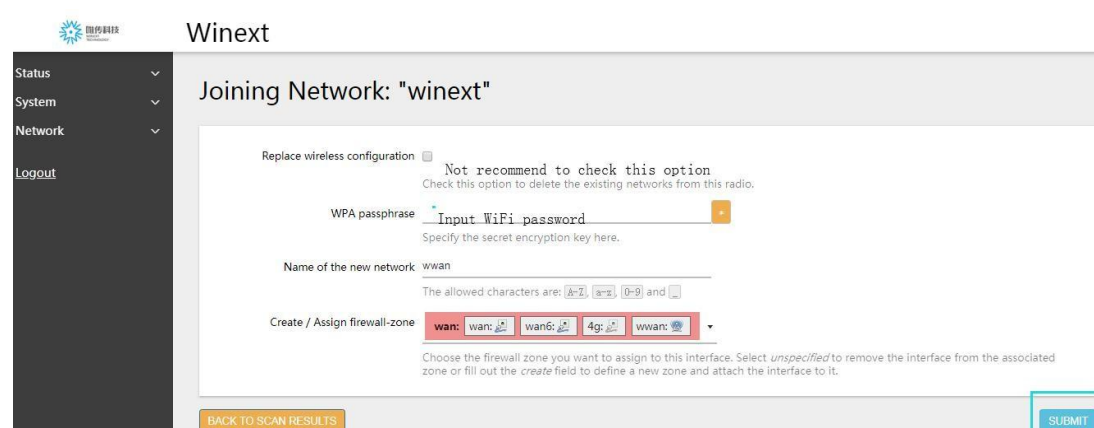 唯传科技
Winext
Status
System
Network
Logout
Joining Network: "winext"
Replace wireless configuration
Not recommend to check this option
Check this option to delete the existing networks from this radio.
WPA passphrase
Input WiFi password
*
Specify the secret encryption key here.
Name of the new network wwan
The allowed characters are: A-Z, a-z, 0-9 and _
Create / Assign firewall-zone
wan: wan: wan6: 4g: wwan:
Choose the firewall zone you want to assign to this interface. Select unspecified to remove the interface from the associated
zone or fill out the create field to define a new zone and attach the interface to it.
BACK TO SCAN RESULTS
SUBMIT